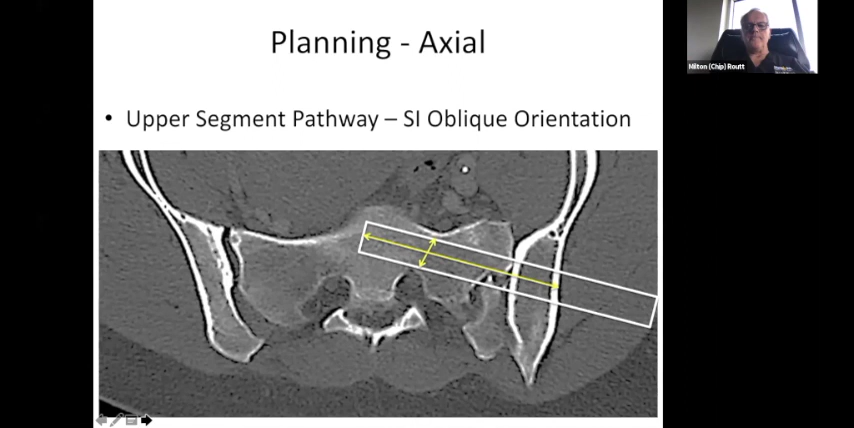 Planning - Axial
• Upper Segment Pathway – SI Oblique Orientation
Milton (Chip) Routt